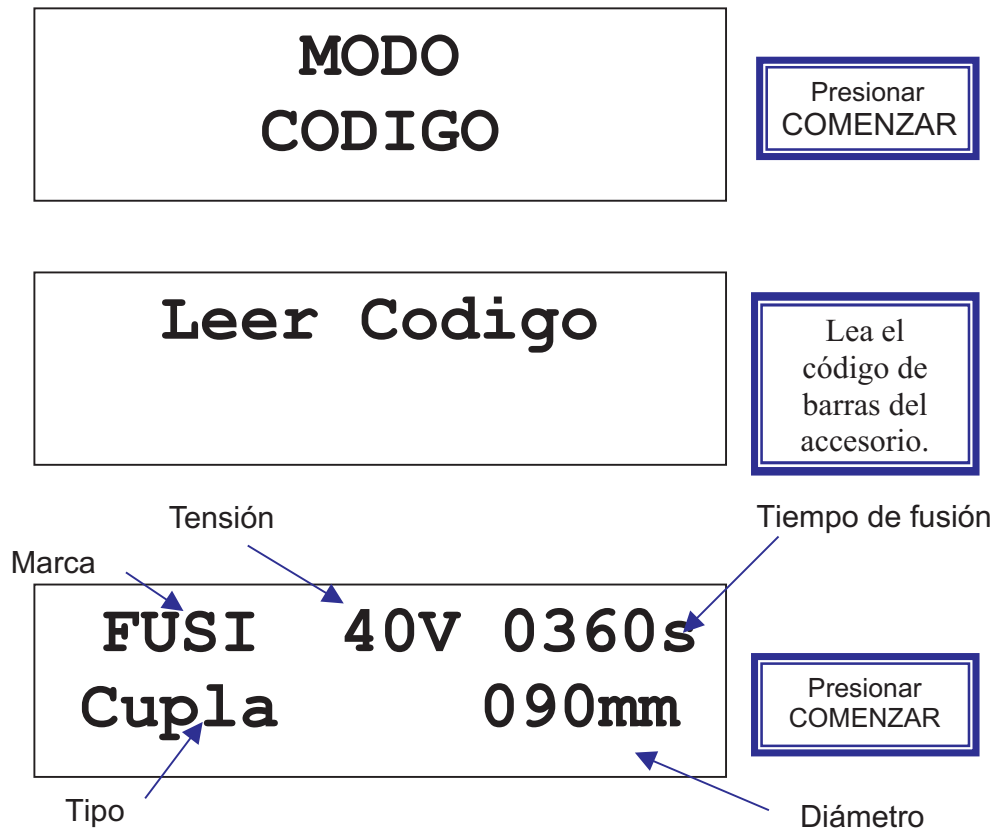 MODO
CODIGO
Presionar
COMENZAR
Leer Codigo
Lea el
código de
barras del
accesorio.
Tensión
Tiempo de fusión
Marca
FUSI 40V 0360s
Cupla 090mm
Presionar
COMENZAR
Tipo
Diámetro